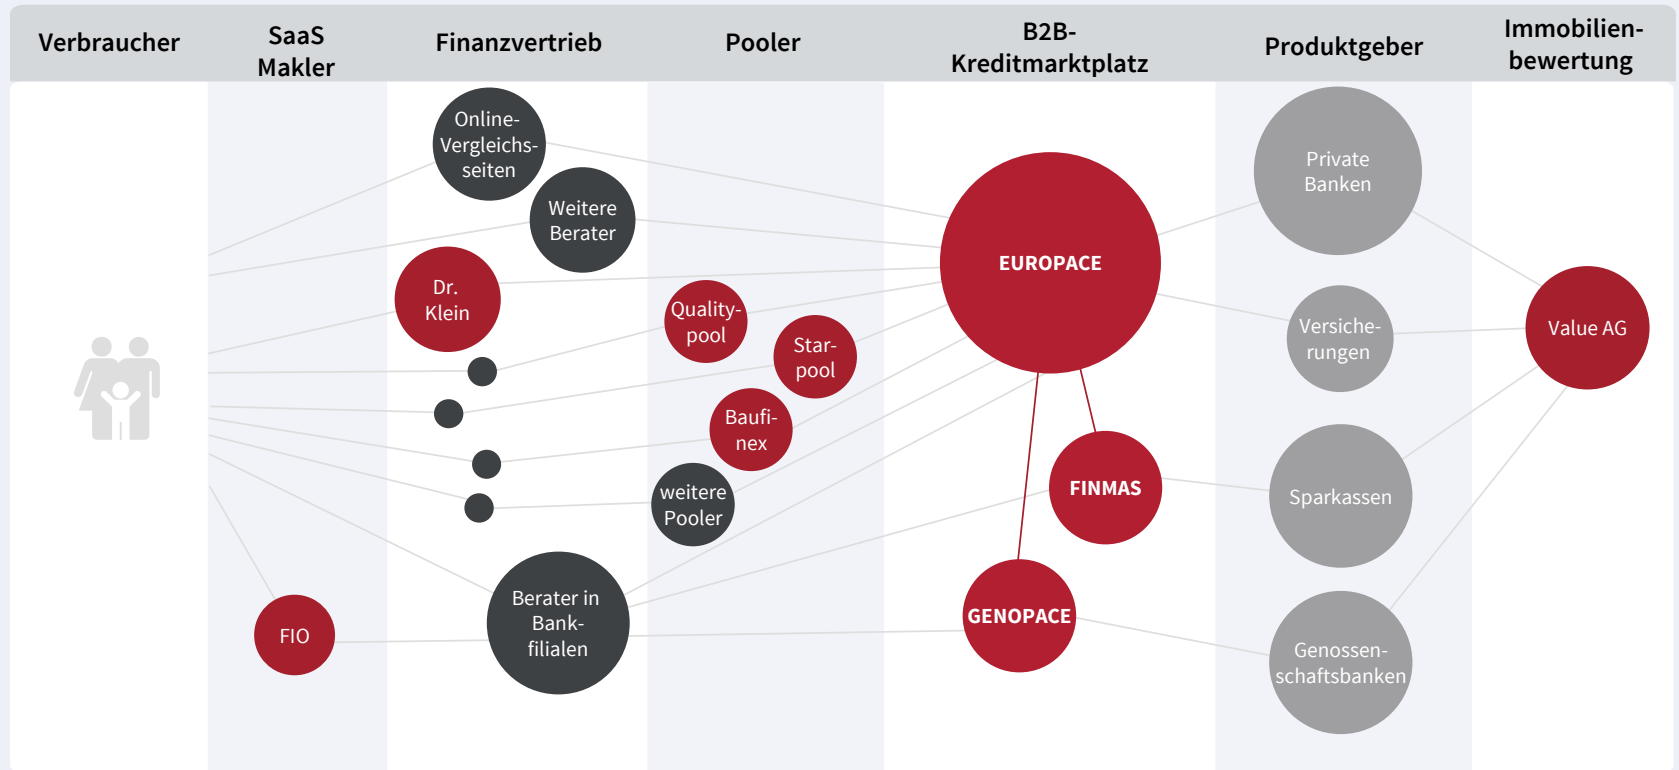 Verbraucher
SaaS
Makler
Finanzvertrieb
Pooler
B2B-
Kreditmarktplatz
Produktgeber
Immobilien-
bewertung
Online-
Vergleichs-
seiten
Weitere
Berater
Dr.
Klein
Berater in
Bank-
filialen
FIO
Quality-
pool
Star-
pool
Baufi-
nex
weitere
Pooler
EUROPACE
FINMAS
GENOPACE
Private
Banken
Versiche-
rungen
Sparkassen
Genossen-
schaftsbanken
Value AG